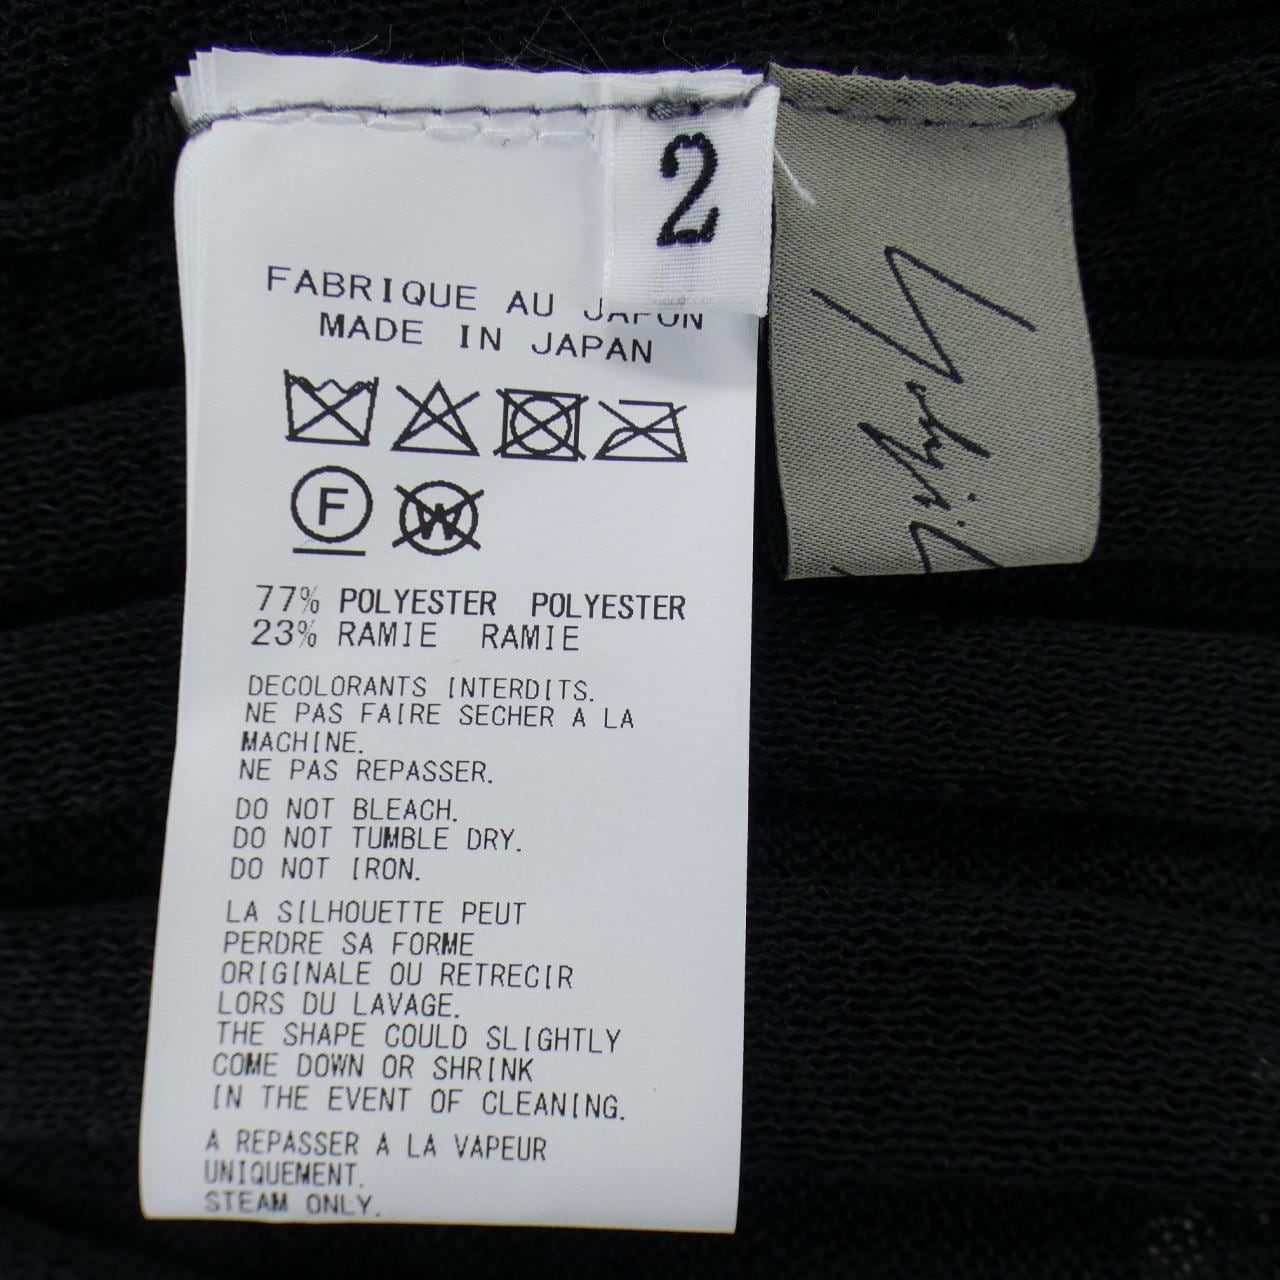 2
FABRIQUE AU JAPON
MADE IN JAPAN
F
W
77% POLYESTER POLYESTER
23% RAMIE RAMIE
DECOLORANTS INTERDITS.
NE PAS FAIRE SECHER A LA
MACHINE.
NE PAS REPASSER.
DO NOT BLEACH.
DO NOT TUMBLE DRY.
DO NOT IRON.
LA SILHOUETTE PEUT
PERDRE SA FORME
ORIGINALE OU RETRECIR
LORS DU LAVAGE.
THE SHAPE COULD SLIGHTLY
COME DOWN OR SHRINK
IN THE EVENT OF CLEANING.
A REPASSER A LA VAPEUR
UNIQUEMENT.
STEAM ONLY.